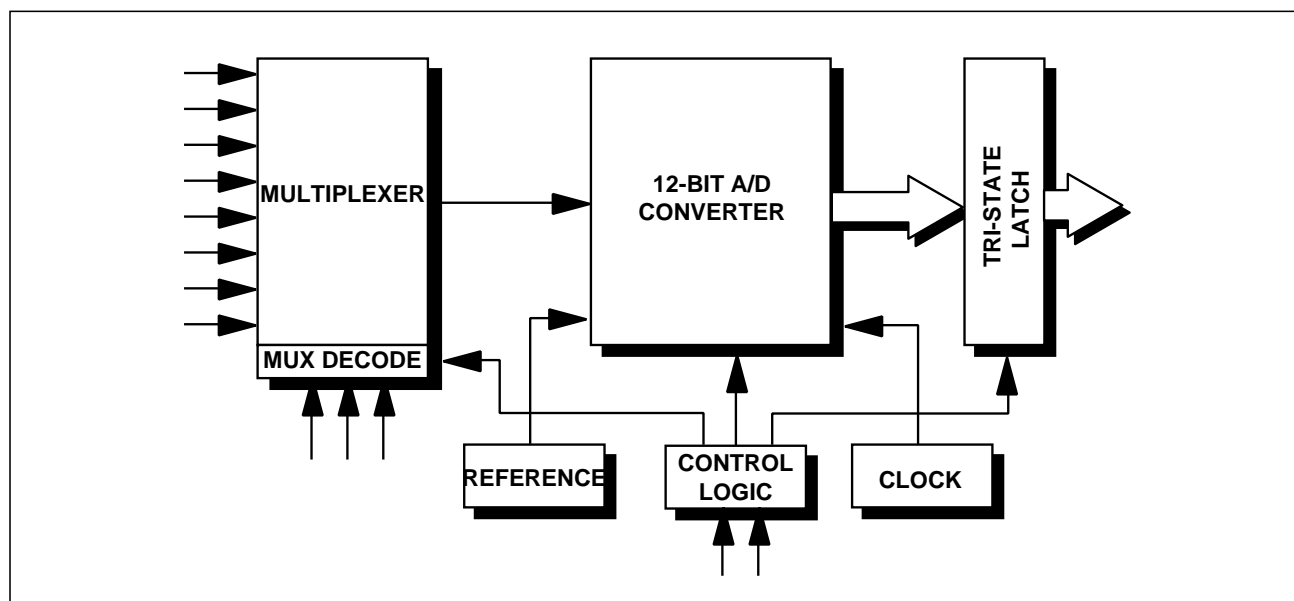 MULTIPLEXER
12-BIT A/D
CONVERTER
TRI-STATE
LATCH
MUX DECODE
REFERENCE
CONTROL
LOGIC
CLOCK